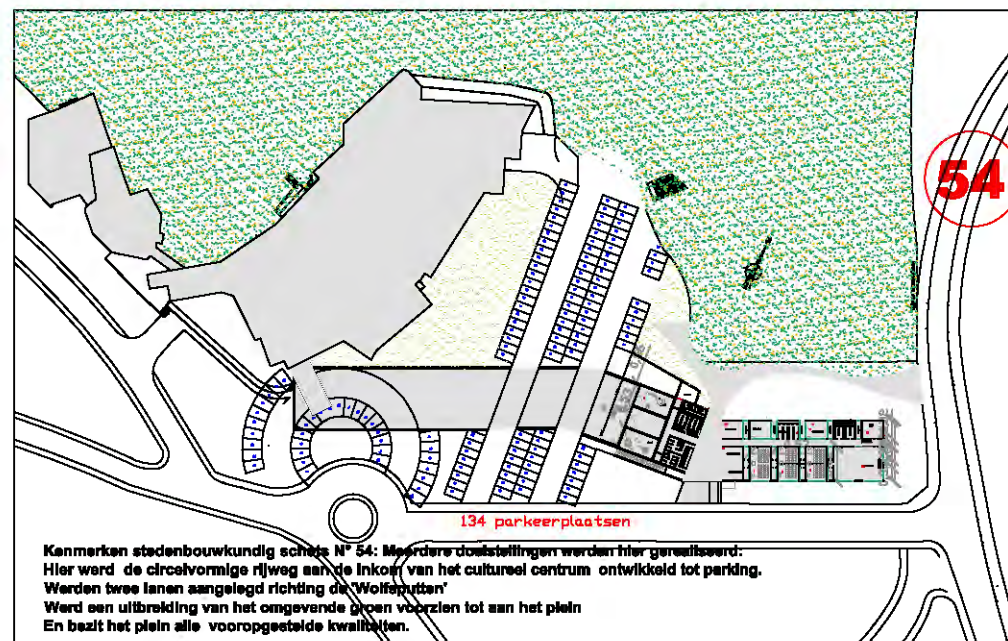 54
134 parkeerplaatsen
Kenmerken stedenbouwkundig schets N° 54: Meerdere doelstellingen werden hier gerealiseerd:
Hier werd de circelvormige rijweg aan de inkom van het cultureel centrum ontwikkeld tot parking.
Werden twee lanen aangelegd richting de 'Wolfsputten'
Werd een uitbreiding van het omgevende groen voorzien tot aan het plein
En bezit het plein alle vooropgestelde kwaliteiten.